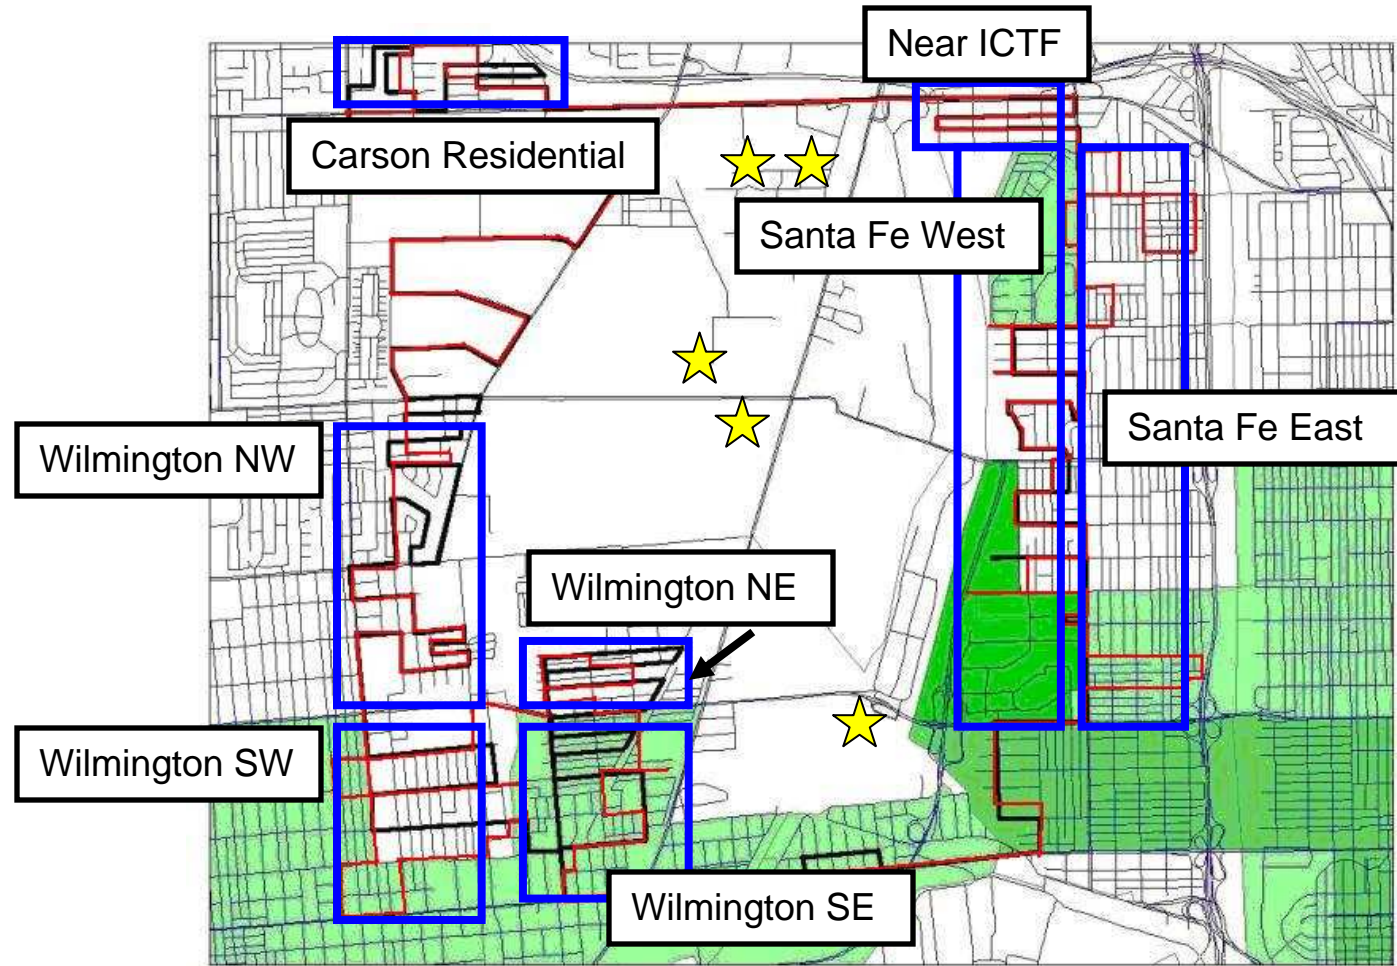 Near ICTF
Carson Residential
Santa Fe West
Santa Fe East
Wilmington NW
Wilmington NE
Wilmington SW
Wilmington SE